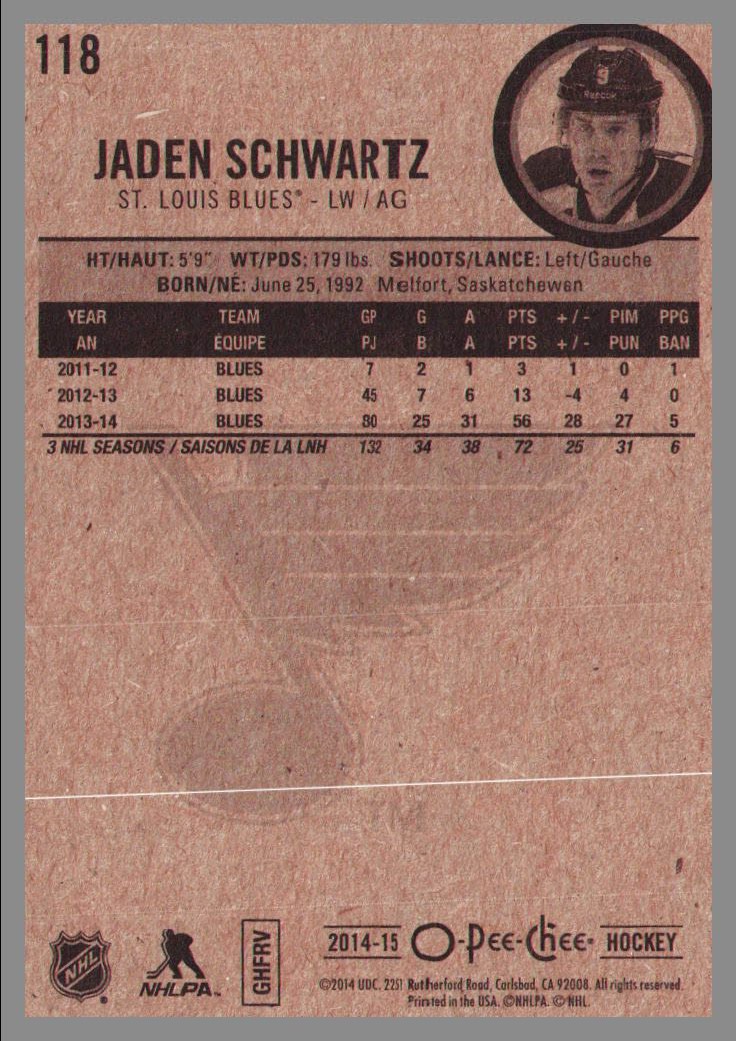 118
9
Reebok
JADEN SCHWARTZ
ST. LOUIS BLUES® - LW / AG
HT/HAUT: 5'9" WT/PDS: 179 lbs. SHOOTS/LANCE: Left/Gauche
BORN/NÉ: June 25, 1992 Melfort, Saskatchewan
YEAR TEAM GP G A PTS +/- PIM PPG
AN ÉQUIPE PJ B A PTS +/- PUN BAN
2011-12 BLUES 7 2 1 3 1 0 1
2012-13 BLUES 45 7 6 13 -4 4 0
2013-14 BLUES 80 25 31 56 28 27 5
3 NHL SEASONS / SAISONS DE LA LNH 132 34 38 72 25 31 6
NHL ®
NHLPA™
GHFRV
2014-15 O-Pee-Chee® HOCKEY
©2014 UDC. 2251 Rutherford Road, Carlsbad, CA 92008. All rights reserved.
Printed in the USA. ©NHLPA. © NHL.